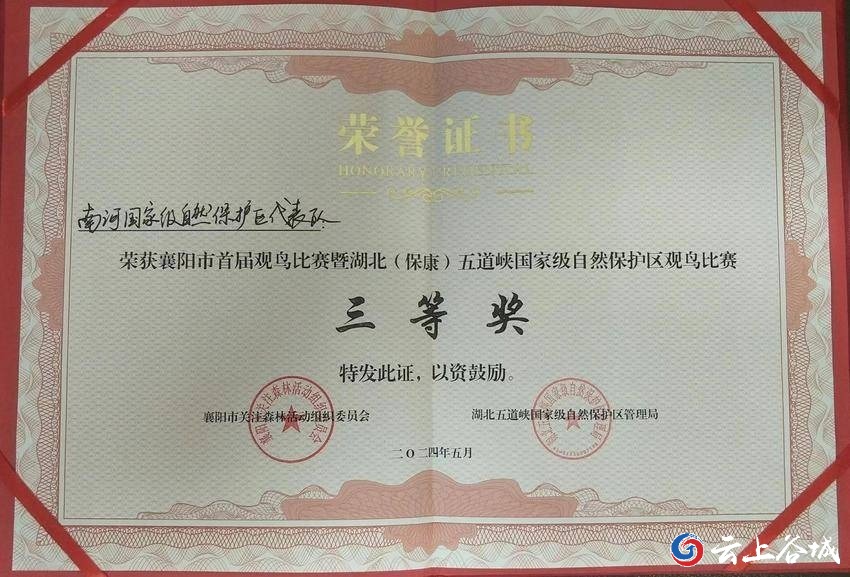 荣誉证书
HONORARY CREDENTIAL
南河国家级自然保护区代表队
荣获襄阳市首届观鸟比赛暨湖北（保康）五道峡国家级自然保护区观鸟比赛
三等奖
特发此证，以资鼓励。
襄阳市关注森林活动组织委员会
湖北五道峡国家级自然保护区管理局
二〇二四年五月
云上谷城